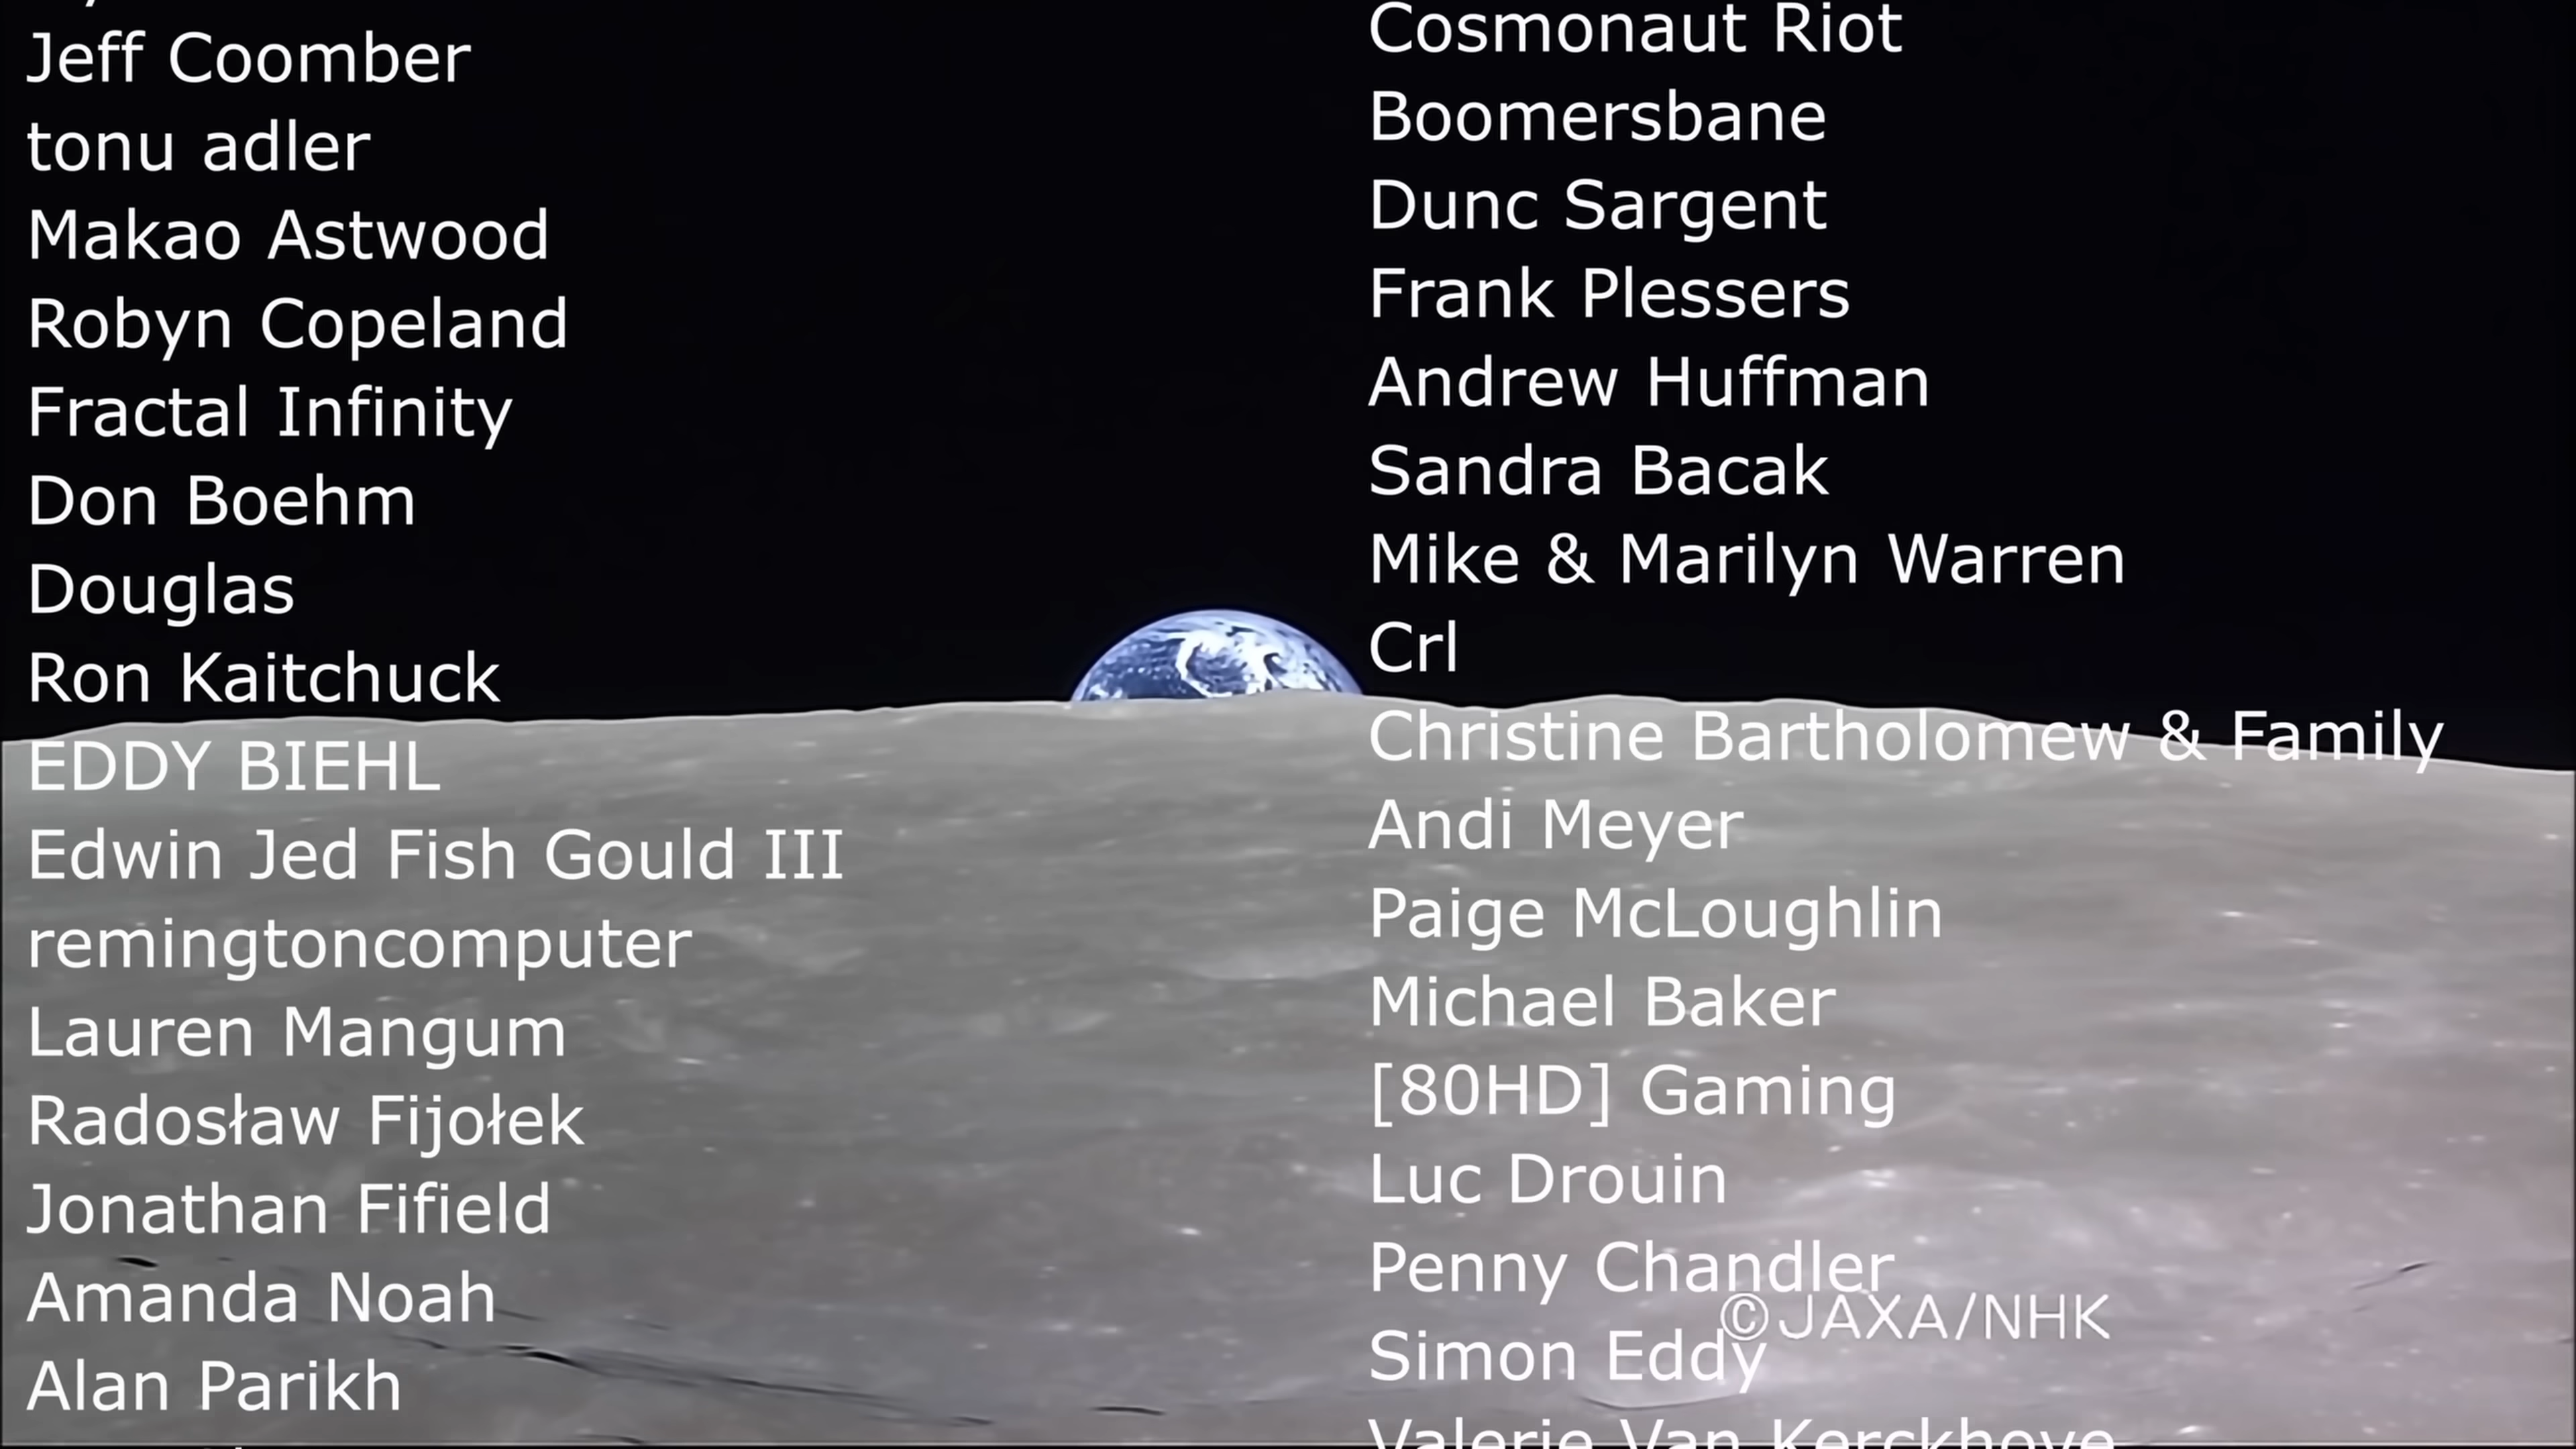 Jeff Coomber
tonu adler
Makao Astwood
Robyn Copeland
Fractal Infinity
Don Boehm
Douglas
Ron Kaitchuck
EDDY BIEHL
Edwin Jed Fish Gould III
remingtoncomputer
Lauren Mangum
Radosław Fijołek
Jonathan Fifield
Amanda Noah
Alan Parikh
Cosmonaut Riot
Boomersbane
Dunc Sargent
Frank Plessers
Andrew Huffman
Sandra Bacak
Mike & Marilyn Warren
Crl
Christine Bartholomew & Family
Andi Meyer
Paige McLoughlin
Michael Baker
[80HD] Gaming
Luc Drouin
Penny Chandler
©JAXA/NHK
Simon Eddy
Valerie Van Kerckhove